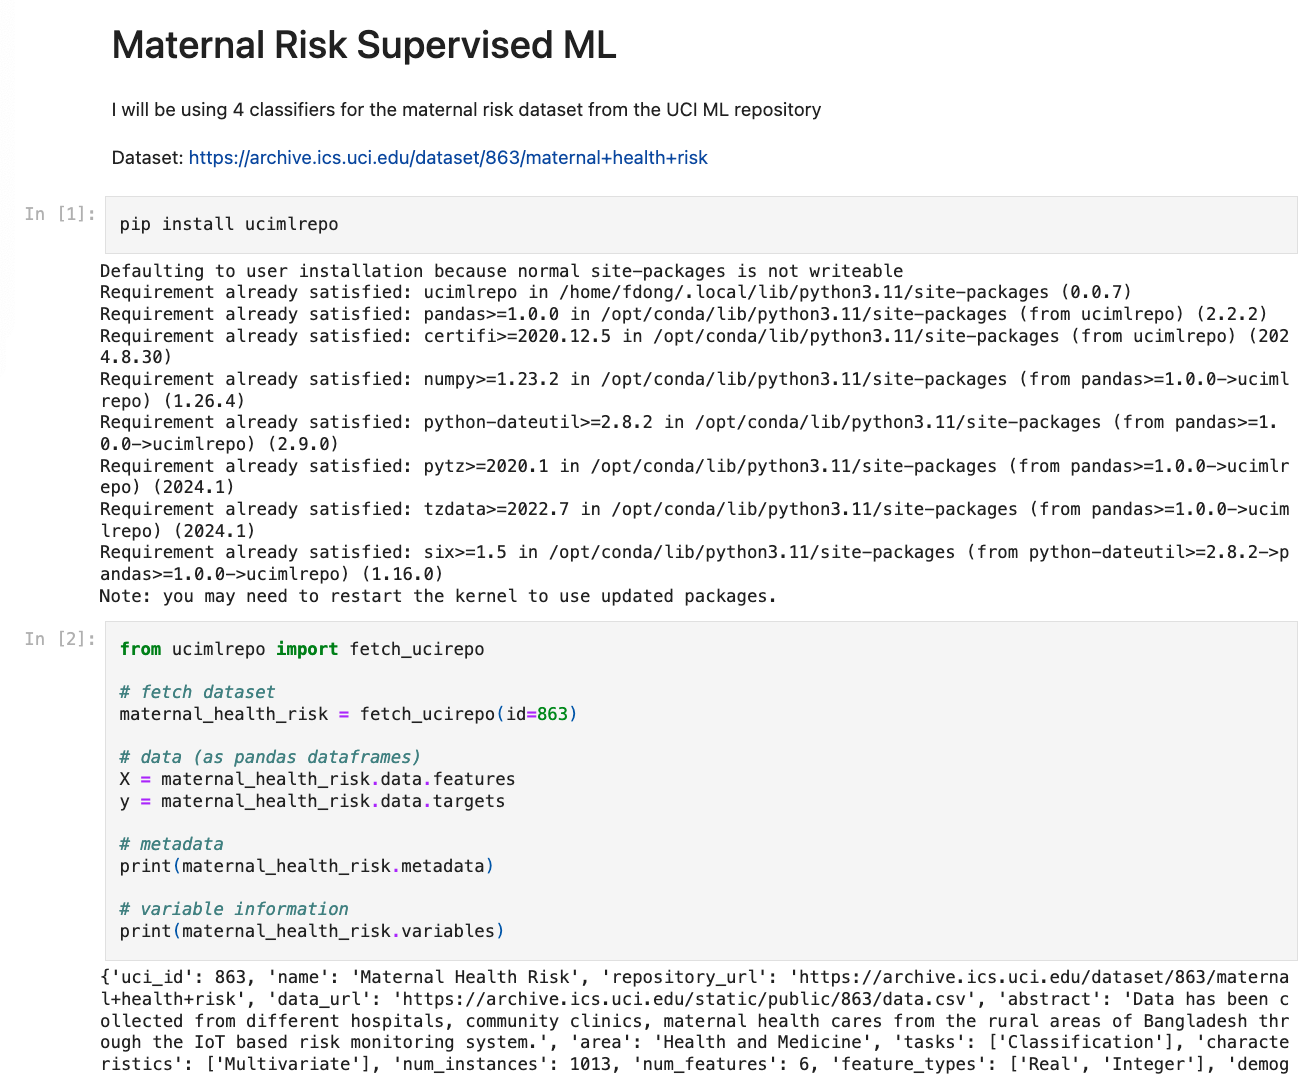 Maternal Risk Supervised ML
I will be using 4 classifiers for the maternal risk dataset from the UCI ML repository
Dataset: https://archive.ics.uci.edu/dataset/863/maternal+health+risk
In [1]:
pip install ucimlrepo
Defaulting to user installation because normal site-packages is not writeable
Requirement already satisfied: ucimlrepo in /home/fdong/.local/lib/python3.11/site-packages (0.0.7)
Requirement already satisfied: pandas>=1.0.0 in /opt/conda/lib/python3.11/site-packages (from ucimlrepo) (2.2.2)
Requirement already satisfied: certifi>=2020.12.5 in /opt/conda/lib/python3.11/site-packages (from ucimlrepo) (202
4.8.30)
Requirement already satisfied: numpy>=1.23.2 in /opt/conda/lib/python3.11/site-packages (from pandas>=1.0.0->uciml
repo) (1.26.4)
Requirement already satisfied: python-dateutil>=2.8.2 in /opt/conda/lib/python3.11/site-packages (from pandas>=1.
0.0->ucimlrepo) (2.9.0)
Requirement already satisfied: pytz>=2020.1 in /opt/conda/lib/python3.11/site-packages (from pandas>=1.0.0->ucimlr
epo) (2024.1)
Requirement already satisfied: tzdata>=2022.7 in /opt/conda/lib/python3.11/site-packages (from pandas>=1.0.0->ucim
lrepo) (2024.1)
Requirement already satisfied: six>=1.5 in /opt/conda/lib/python3.11/site-packages (from python-dateutil>=2.8.2->p
andas>=1.0.0->ucimlrepo) (1.16.0)
Note: you may need to restart the kernel to use updated packages.
In [2]:
from ucimlrepo import fetch_ucirepo
# fetch dataset
maternal_health_risk = fetch_ucirepo(id=863)
# data (as pandas dataframes)
X = maternal_health_risk.data.features
y = maternal_health_risk.data.targets
# metadata
print(maternal_health_risk.metadata)
# variable information
print(maternal_health_risk.variables)
{'uci_id': 863, 'name': 'Maternal Health Risk', 'repository_url': 'https://archive.ics.uci.edu/dataset/863/materna
l+health+risk', 'data_url': 'https://archive.ics.uci.edu/static/public/863/data.csv', 'abstract': 'Data has been c
ollected from different hospitals, community clinics, maternal health cares from the rural areas of Bangladesh thr
ough the IoT based risk monitoring system.', 'area': 'Health and Medicine', 'tasks': ['Classification'], 'characte
ristics': ['Multivariate'], 'num_instances': 1013, 'num_features': 6, 'feature_types': ['Real', 'Integer'], 'demog